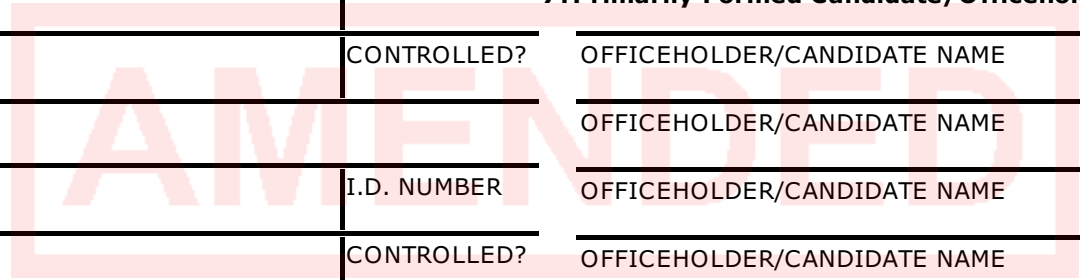 CONTROLLED?
I.D. NUMBER
CONTROLLED?
OFFICEHOLDER/CANDIDATE NAME
OFFICEHOLDER/CANDIDATE NAME
OFFICEHOLDER/CANDIDATE NAME
OFFICEHOLDER/CANDIDATE NAME
AMENDED